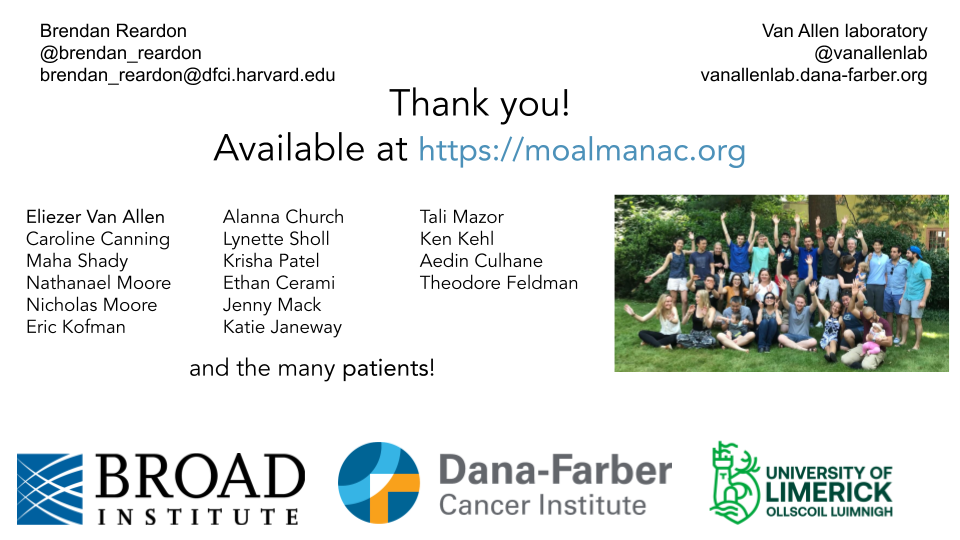 Brendan Reardon
@brendan_reardon
brendan_reardon@dfci.harvard.edu
Van Allen laboratory
@vanallenlab
vanallenlab.dana-farber.org
Thank you!
Available at https://moalmanac.org
Eliezer Van Allen
Caroline Canning
Maha Shady
Nathanael Moore
Nicholas Moore
Eric Kofman
Alanna Church
Lynette Sholl
Krisha Patel
Ethan Cerami
Jenny Mack
Katie Janeway
Tali Mazor
Ken Kehl
Aedin Culhane
Theodore Feldman
and the many patients!
BROAD
INSTITUTE
Dana-Farber
Cancer Institute
UNIVERSITY OF
LIMERICK
OLLSCOIL LUIMNIGH